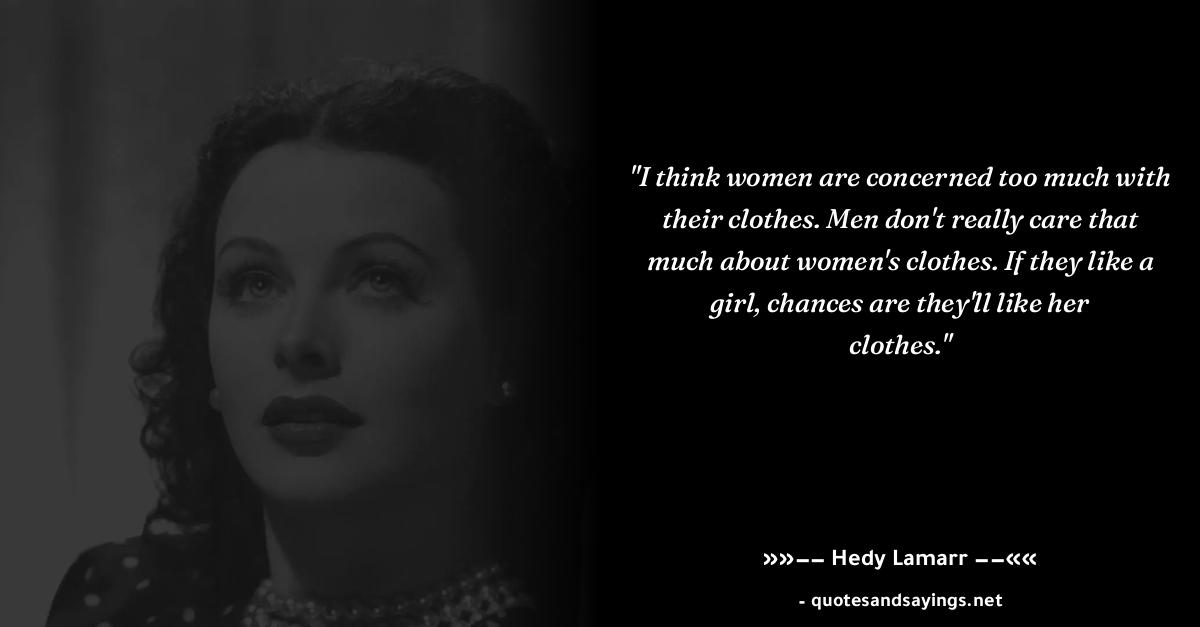 "I think women are concerned too much with
their clothes. Men don't really care that
much about women's clothes. If they like a
girl, chances are they'll like her
clothes."
»»−− Hedy Lamarr −−««
- quotesandsayings.net